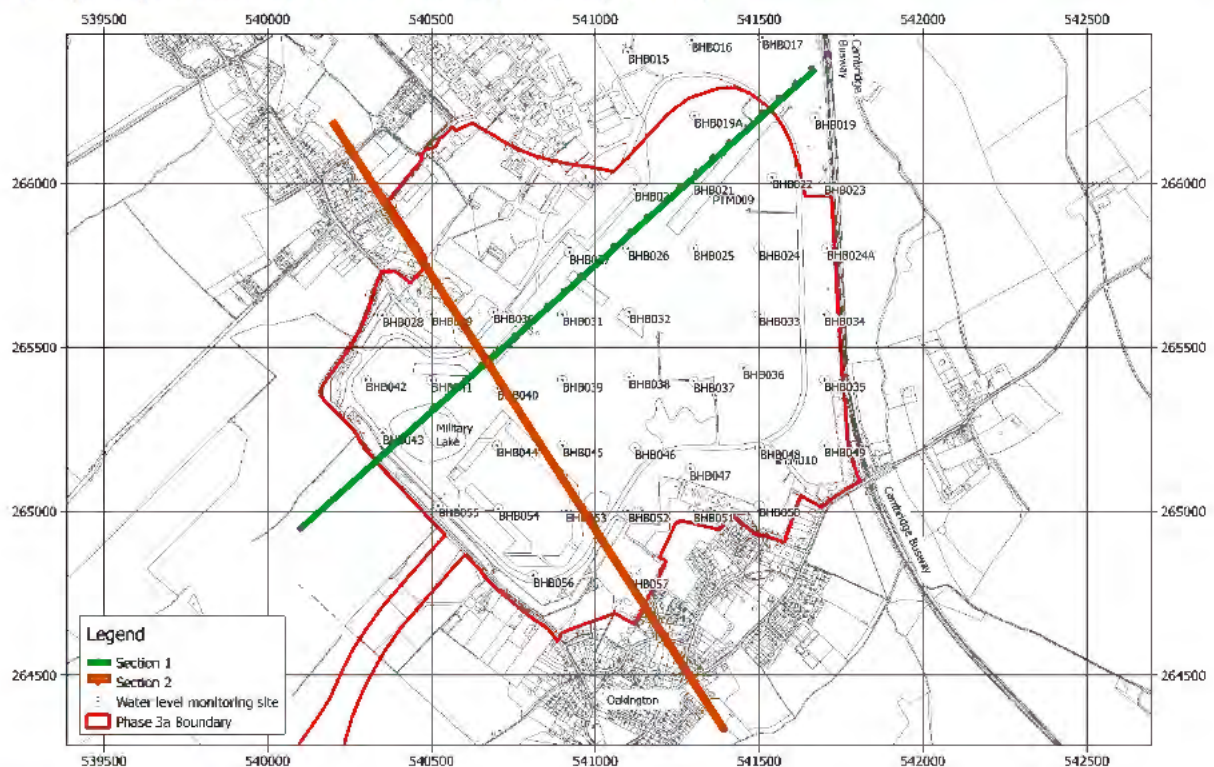 539500 540000 540500 541000 541500 542000 542500
BHB016 BHB017
BHB015
Cambridge Busway
BHB019A BHB019
266000 266000
BHB021 BHB022 BHB023
PTM009
BHB026 BHB025 BHB024 BHB024A
BHB028 BHB030 BHB031 BHB032 BHB033 BHB034
265500 265500
BHB042 BHB041 BHB039 BHB038 BHB037 BHB036 BHB035
BHB040
Military
Lake
BHB043 BHB044 BHB045 BHB046 BHB048 BHB049
BHB047
265000 265000
BHB055 BHB054 BHB052 BHB051 BHB050
Cambridge Busway
BHB056 BHB057
Legend
Section 1
Section 2
Water level monitoring site
Phase 3a Boundary
264500 264500
Oakington
539500 540000 540500 541000 541500 542000 542500